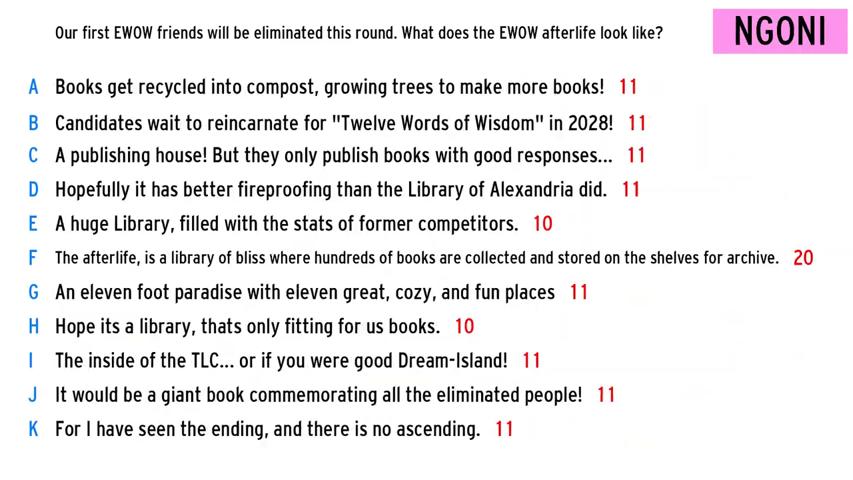 Our first EWOW friends will be eliminated this round. What does the EWOW afterlife look like?
NGONI
A Books get recycled into compost, growing trees to make more books! 11
B Candidates wait to reincarnate for "Twelve Words of Wisdom" in 2028! 11
C A publishing house! But they only publish books with good responses... 11
D Hopefully it has better fireproofing than the Library of Alexandria did. 11
E A huge Library, filled with the stats of former competitors. 10
F The afterlife, is a library of bliss where hundreds of books are collected and stored on the shelves for archive. 20
G An eleven foot paradise with eleven great, cozy, and fun places 11
H Hope its a library, thats only fitting for us books. 10
I The inside of the TLC... or if you were good Dream-Island! 11
J It would be a giant book commemorating all the eliminated people! 11
K For I have seen the ending, and there is no ascending. 11